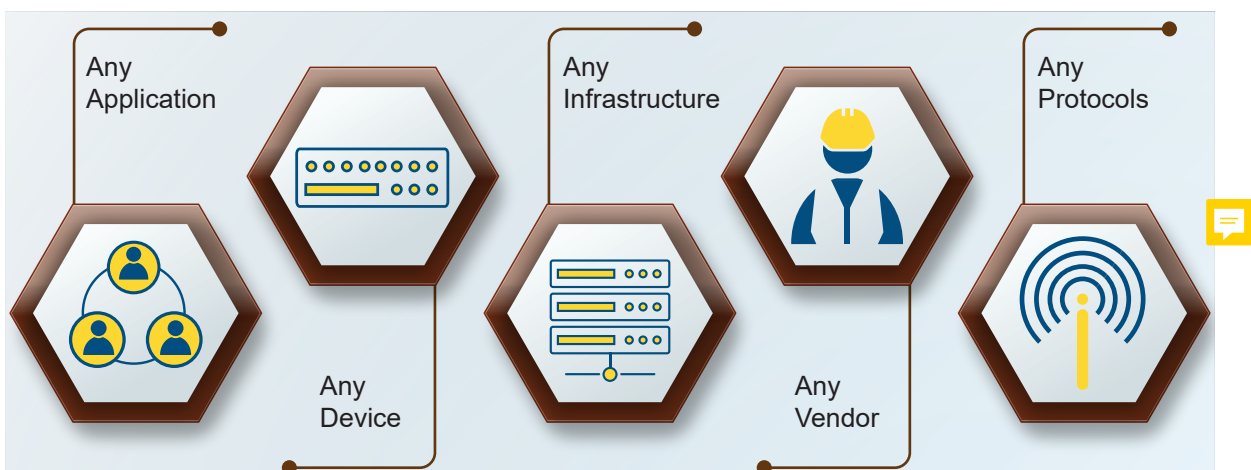 Any
Application
Any
Device
Any
Infrastructure
Any
Vendor
Any
Protocols